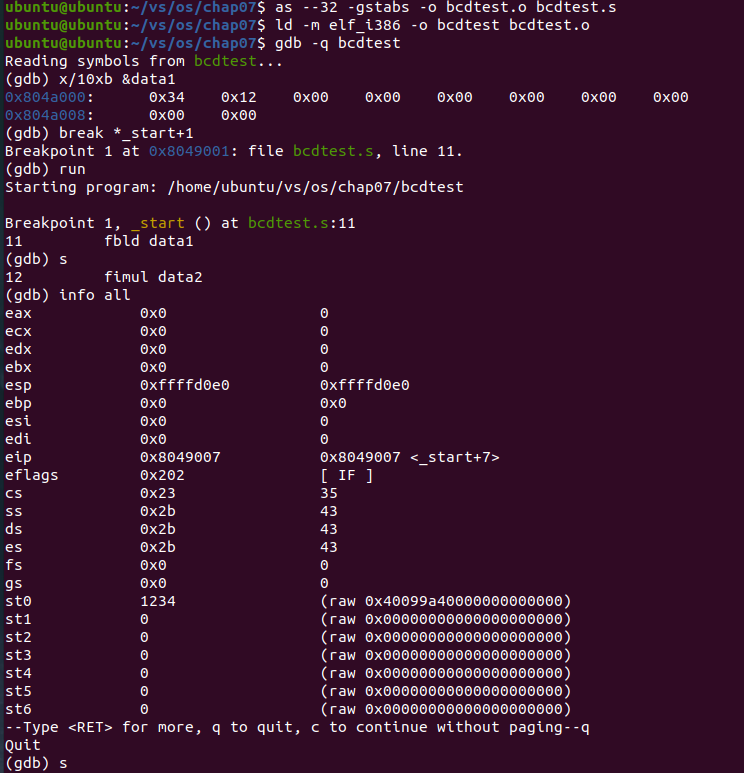 ubuntu@ubuntu:~/vs/os/chap07$ as --32 -gstabs -o bcdtest.o bcdtest.s
ubuntu@ubuntu:~/vs/os/chap07$ ld -m elf_i386 -o bcdtest bcdtest.o
ubuntu@ubuntu:~/vs/os/chap07$ gdb -q bcdtest
Reading symbols from bcdtest...
(gdb) x/10xb &data1
0x804a000: 0x34 0x12 0x00 0x00 0x00 0x00 0x00 0x00
0x804a008: 0x00 0x00
(gdb) break *_start+1
Breakpoint 1 at 0x8049001: file bcdtest.s, line 11.
(gdb) run
Starting program: /home/ubuntu/vs/os/chap07/bcdtest

Breakpoint 1, _start () at bcdtest.s:11
11 fbld data1
(gdb) s
12 fimul data2
(gdb) info all
eax 0x0 0
ecx 0x0 0
edx 0x0 0
ebx 0x0 0
esp 0xffffd0e0 0xffffd0e0
ebp 0x0 0x0
esi 0x0 0
edi 0x0 0
eip 0x8049007 0x8049007 <_start+7>
eflags 0x202 [ IF ]
cs 0x23 35
ss 0x2b 43
ds 0x2b 43
es 0x2b 43
fs 0x0 0
gs 0x0 0
st0 1234 (raw 0x40099a40000000000000)
st1 0 (raw 0x00000000000000000000)
st2 0 (raw 0x00000000000000000000)
st3 0 (raw 0x00000000000000000000)
st4 0 (raw 0x00000000000000000000)
st5 0 (raw 0x00000000000000000000)
st6 0 (raw 0x00000000000000000000)
--Type <RET> for more, q to quit, c to continue without paging--q
Quit
(gdb) s